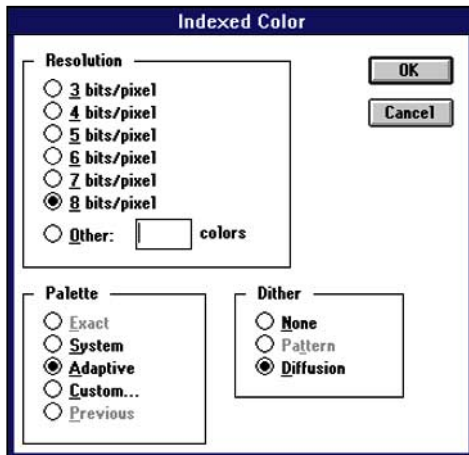 Indexed Color
Resolution
3 bits/pixel
4 bits/pixel
5 bits/pixel
6 bits/pixel
7 bits/pixel
8 bits/pixel
Other: colors
OK
Cancel
Palette
Exact
System
Adaptive
Custom...
Previous
Dither
None
Pattern
Diffusion